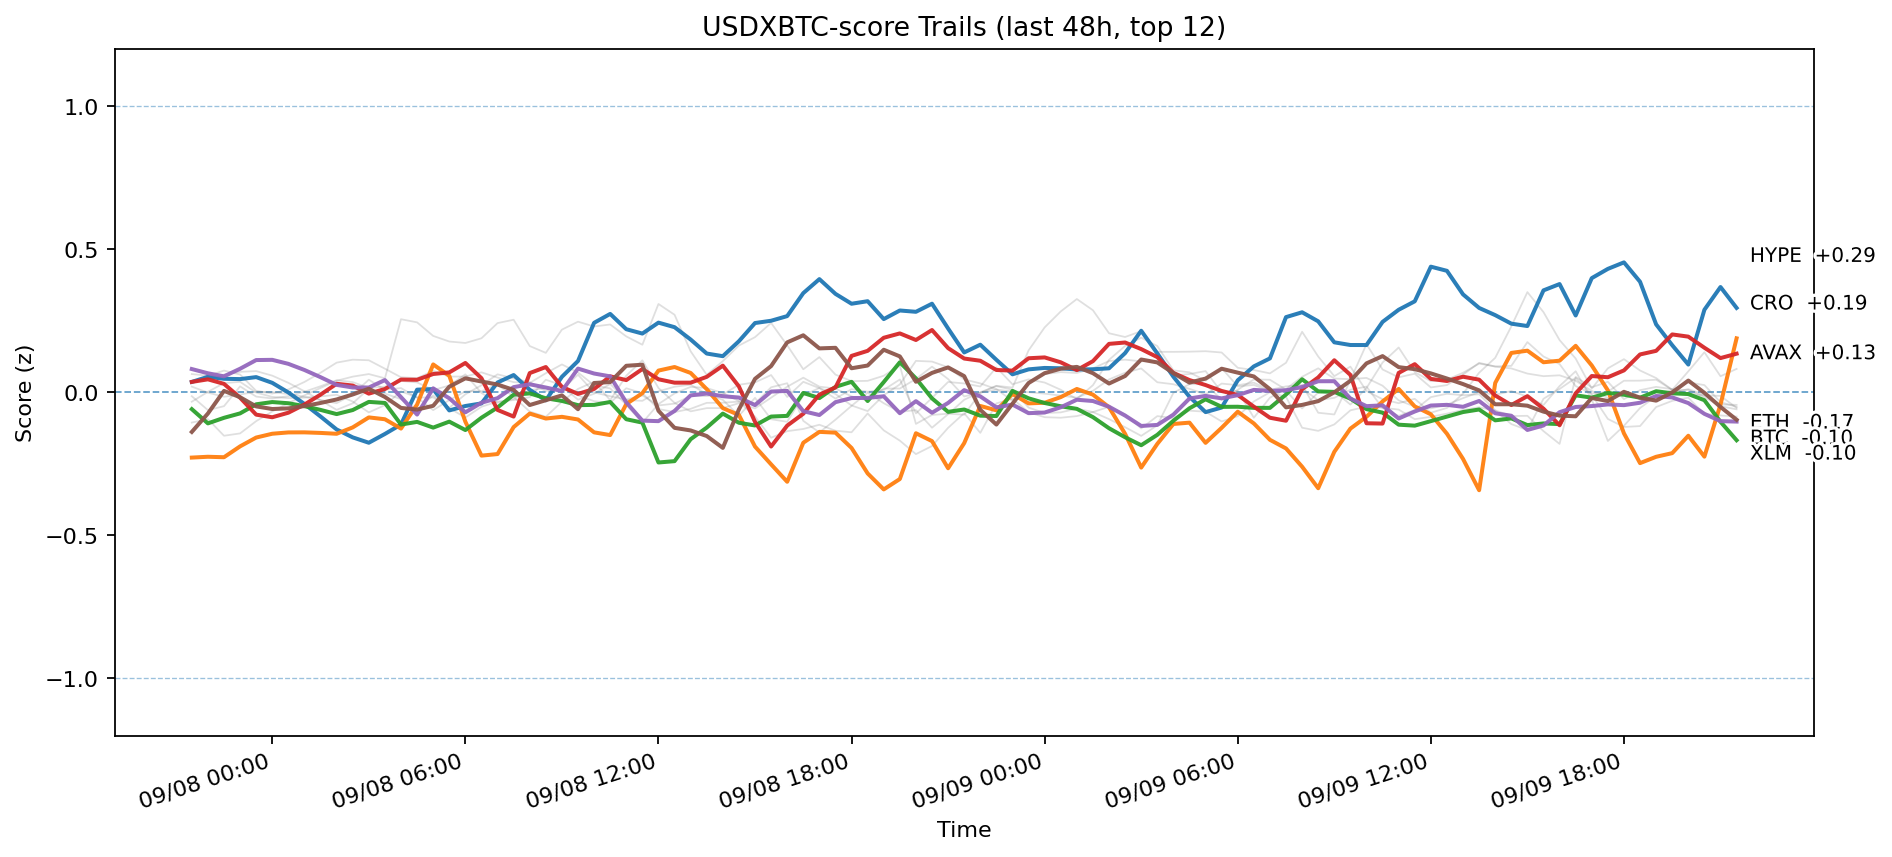 USDXBTC-score Trails (last 48h, top 12)
Score (z)
1.0
0.5
0.0
−0.5
−1.0
HYPE +0.29
CRO +0.19
AVAX +0.13
ETH -0.17
BTC -0.10
XLM -0.10
09/08 00:00
09/08 06:00
09/08 12:00
09/08 18:00
09/09 00:00
09/09 06:00
09/09 12:00
09/09 18:00
Time